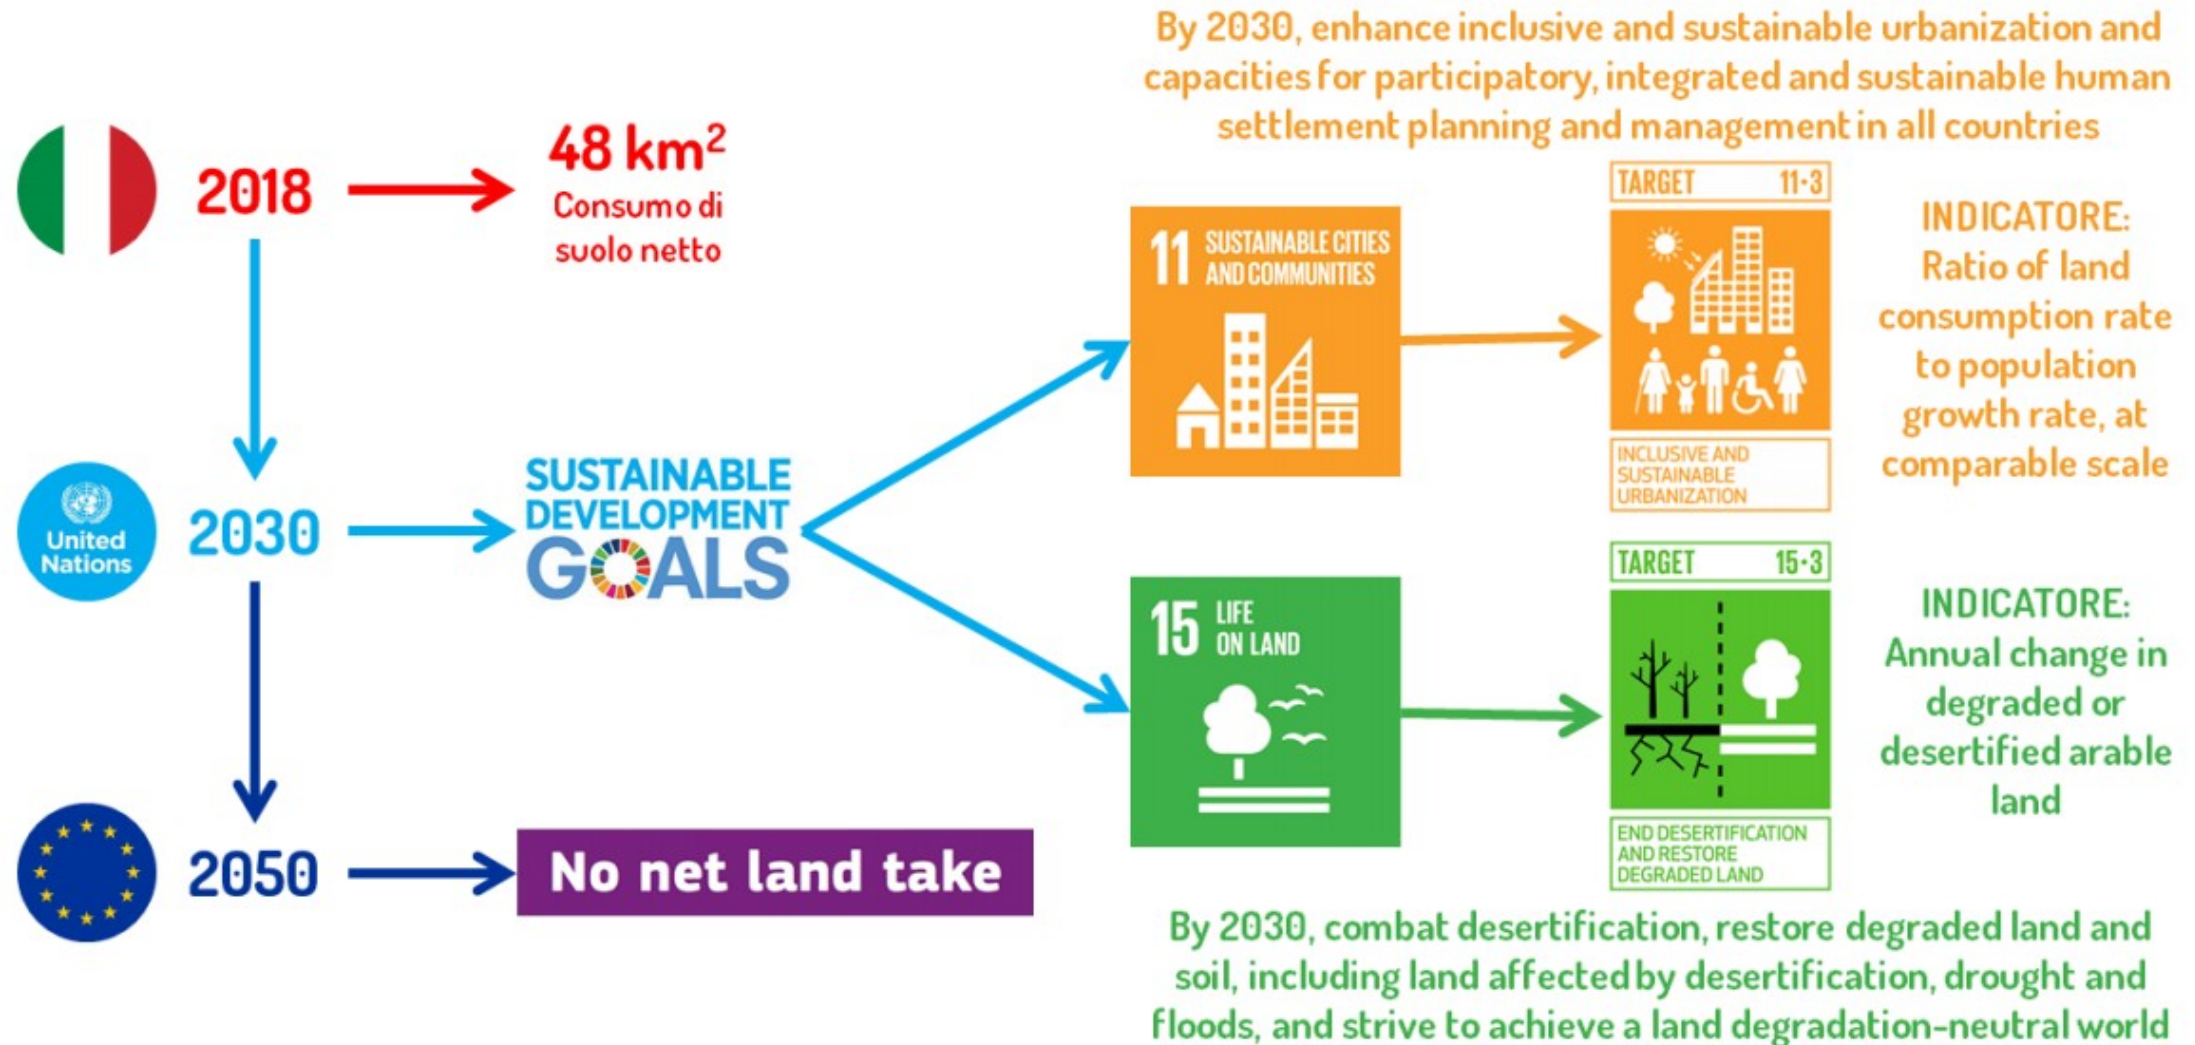 By 2030, enhance inclusive and sustainable urbanization and
capacities for participatory, integrated and sustainable human
settlement planning and management in all countries
2018
48 km²
Consumo di
suolo netto
United
Nations
2030
SUSTAINABLE
DEVELOPMENT
GOALS
2050
No net land take
11 SUSTAINABLE CITIES
AND COMMUNITIES
TARGET 11·3
INCLUSIVE AND
SUSTAINABLE
URBANIZATION
INDICATORE:
Ratio of land
consumption rate
to population
growth rate, at
comparable scale
15 LIFE
ON LAND
TARGET 15·3
END DESERTIFICATION
AND RESTORE
DEGRADED LAND
INDICATORE:
Annual change in
degraded or
desertified arable
land
By 2030, combat desertification, restore degraded land and
soil, including land affected by desertification, drought and
floods, and strive to achieve a land degradation-neutral world